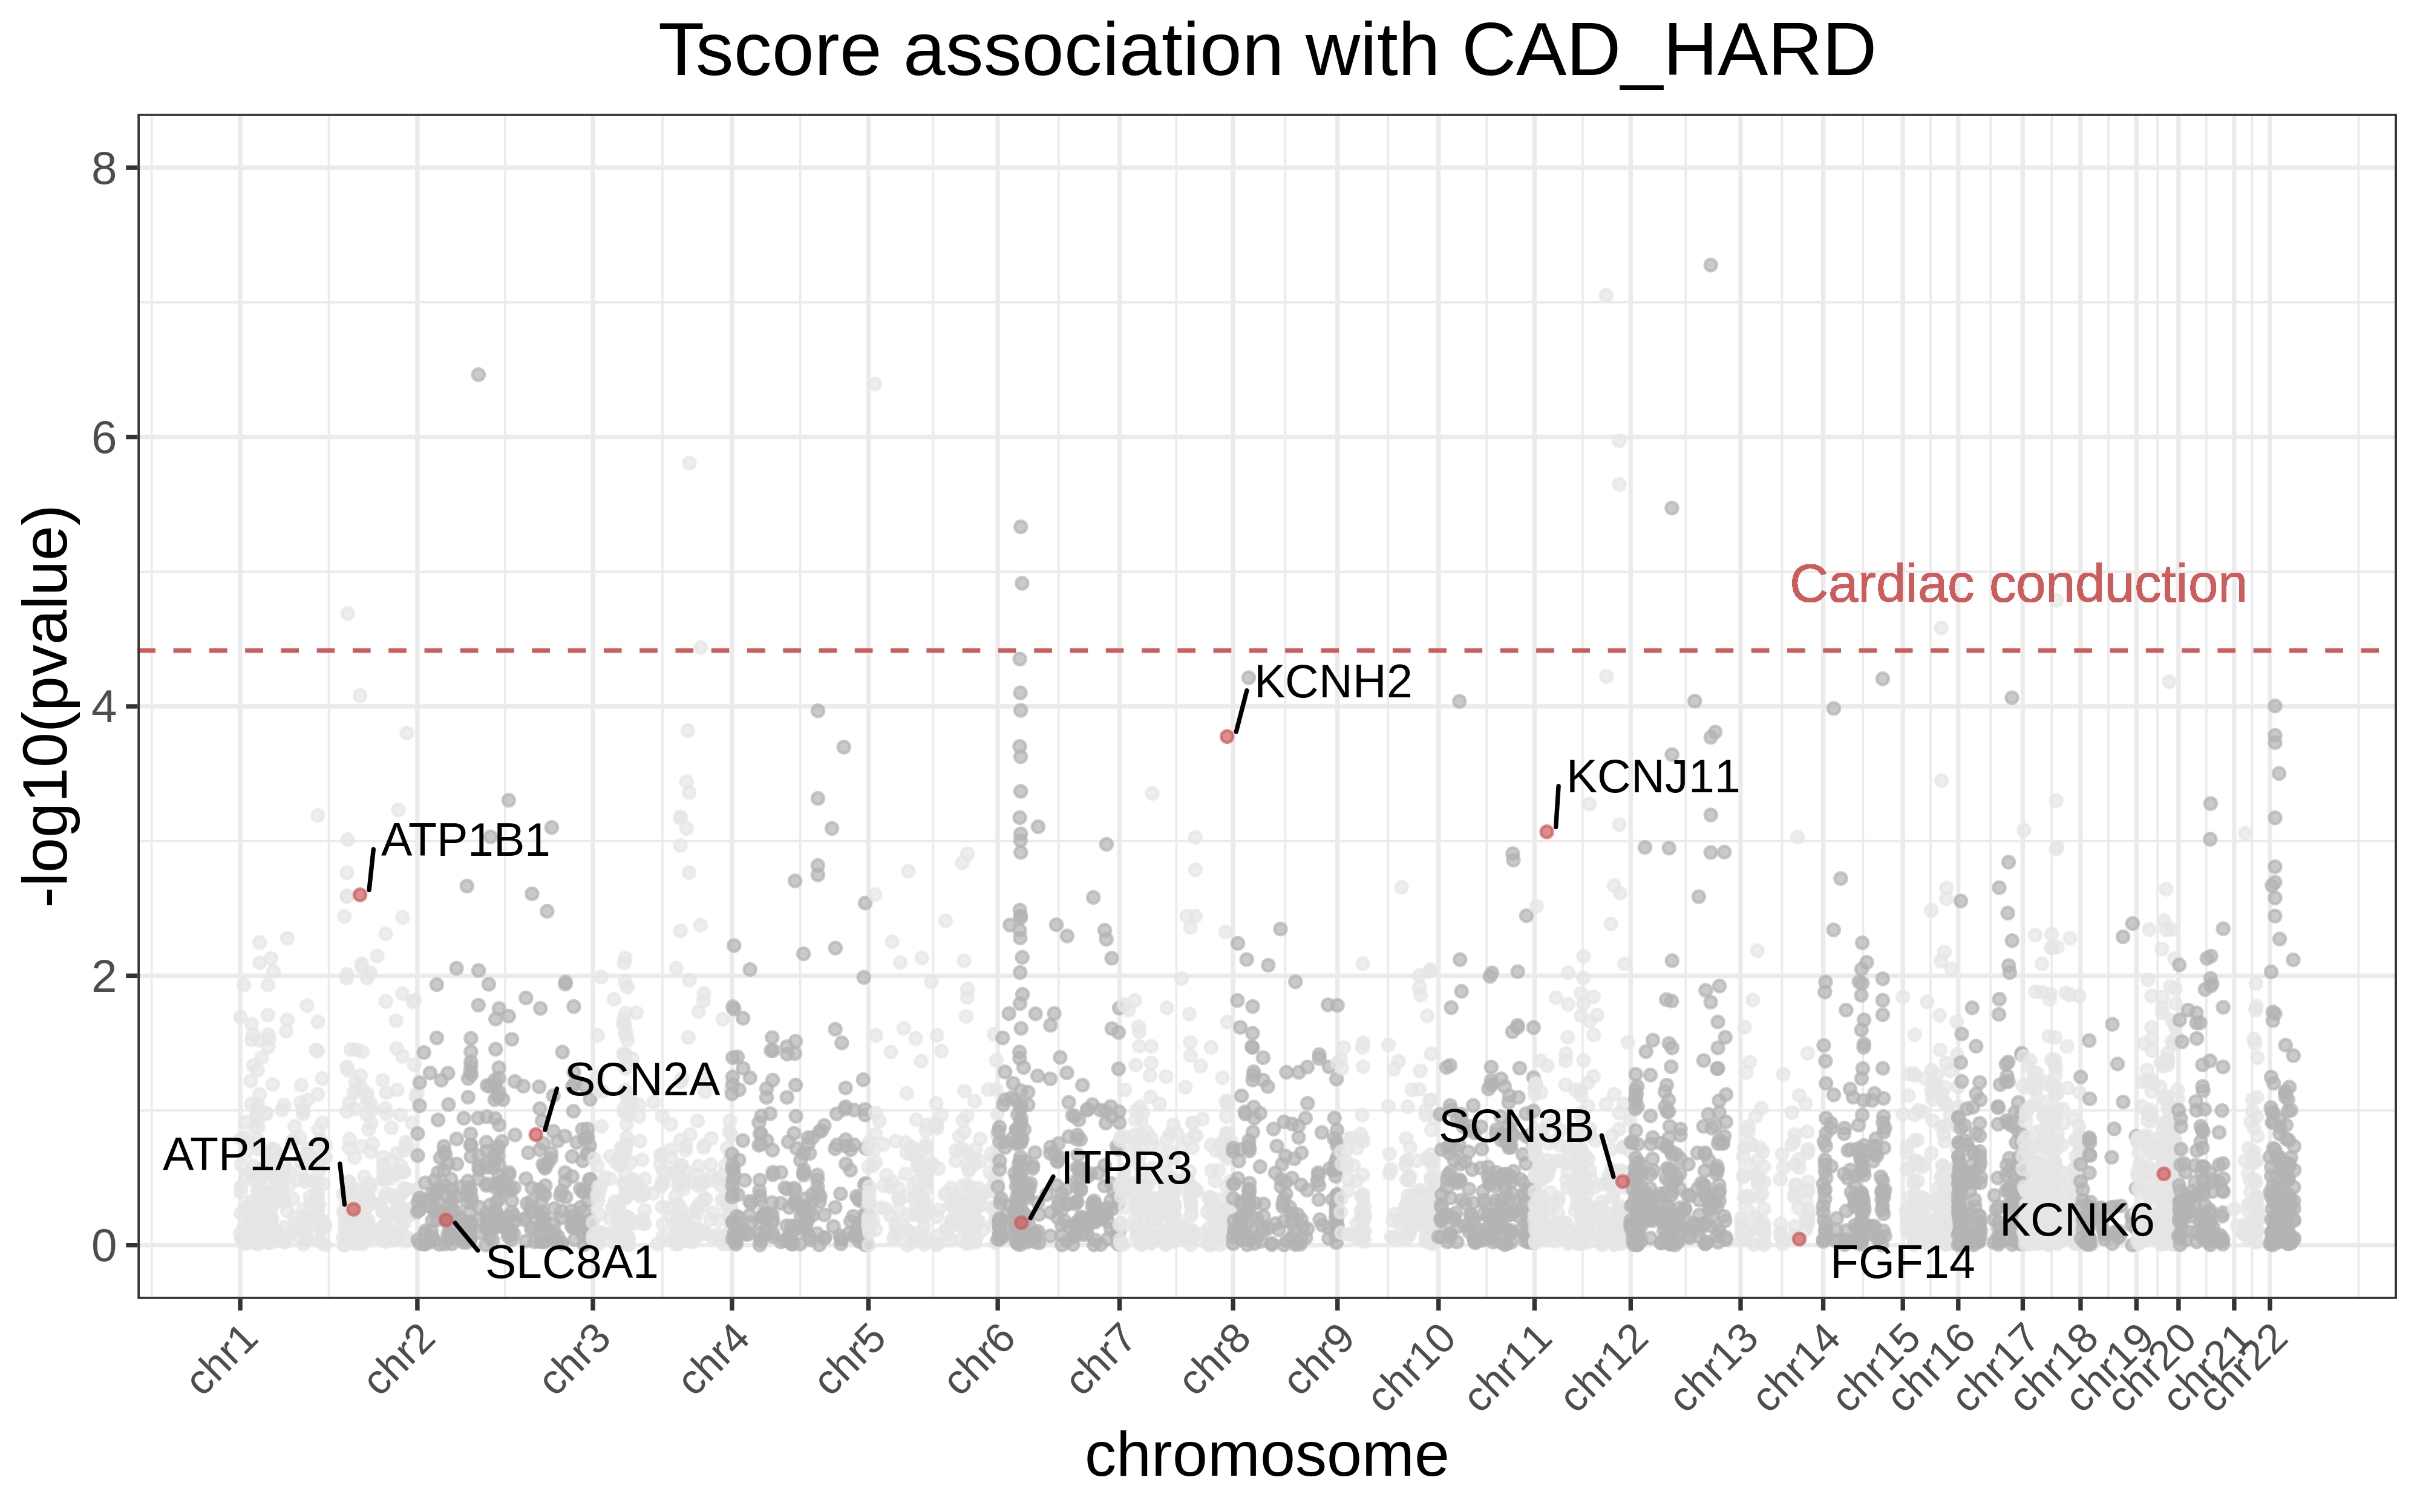 Tscore association with CAD_HARD
-log10(pvalue)
8
6
4
2
0
Cardiac conduction
KCNH2
KCNJ11
ATP1B1
SCN2A
SCN3B
ATP1A2
ITPR3
KCNK6
SLC8A1
FGF14
chr1
chr2
chr3
chr4
chr5
chr6
chr7
chr8
chr9
chr10
chr11
chr12
chr13
chr14
chr15
chr16
chr17
chr18
chr19
chr20
chr21
chr22
chromosome